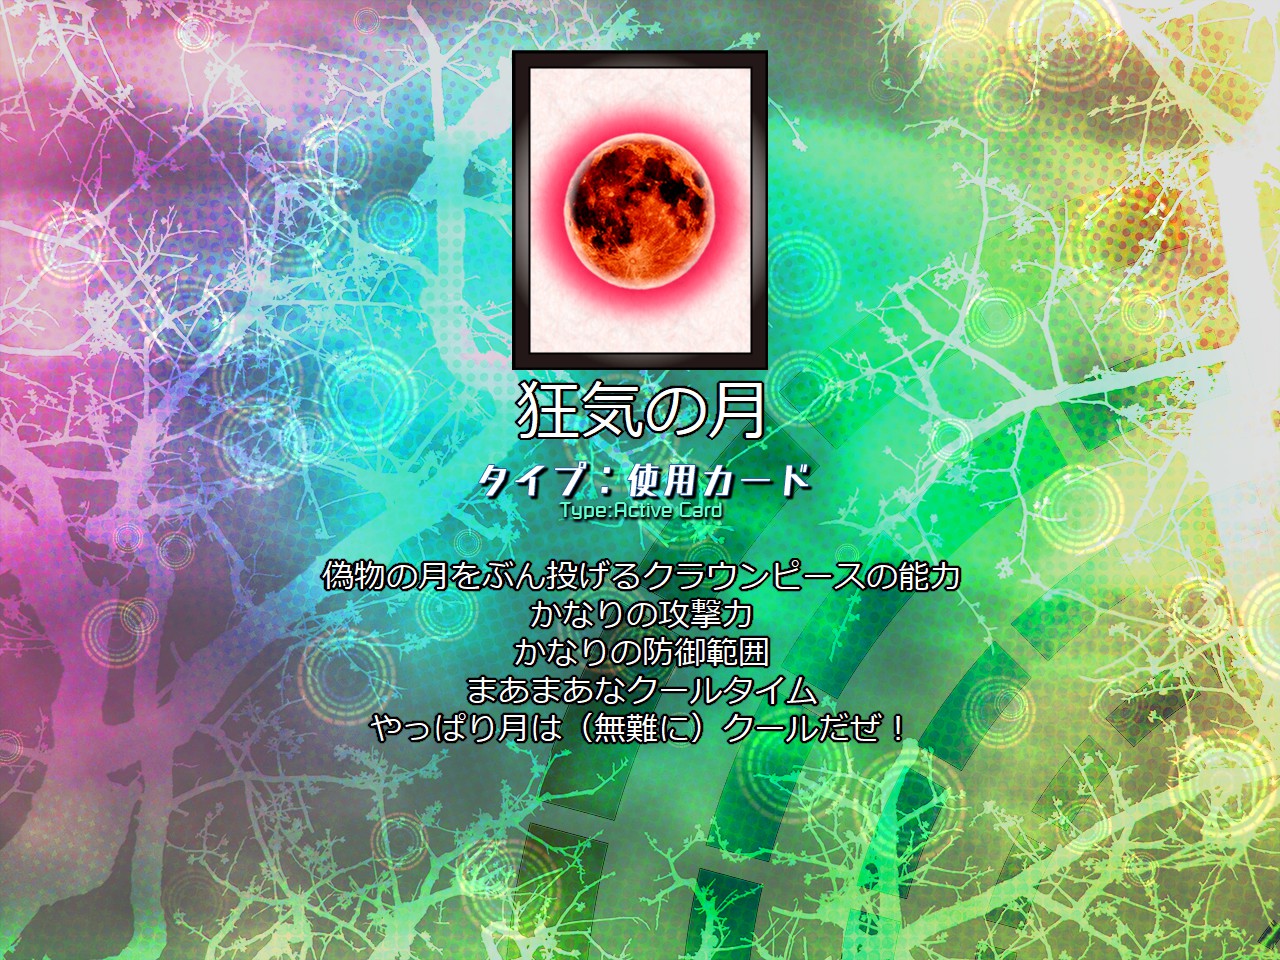 狂気の月
タイプ：使用カード
Type:Active Card
偽物の月をぶん投げるクラウンピースの能力
かなりの攻撃力
かなりの防御範囲
まあまあなクールタイム
やっぱり月は（無難に）クールだぜ！